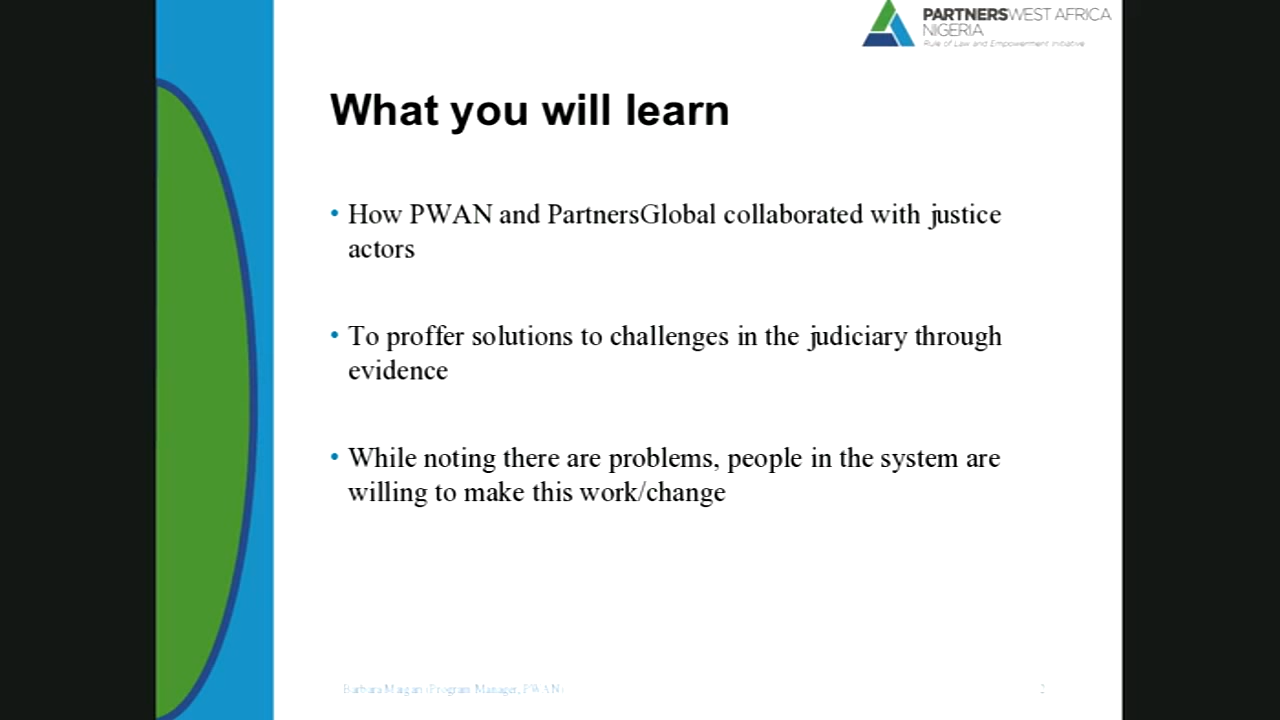 PARTNERSWEST AFRICA
NIGERIA
Rule of Law and Empowerment Initiative
What you will learn
• How PWAN and PartnersGlobal collaborated with justice
actors
• To proffer solutions to challenges in the judiciary through
evidence
• While noting there are problems, people in the system are
willing to make this work/change
Barbara Maigari (Program Manager, PWAN)
2